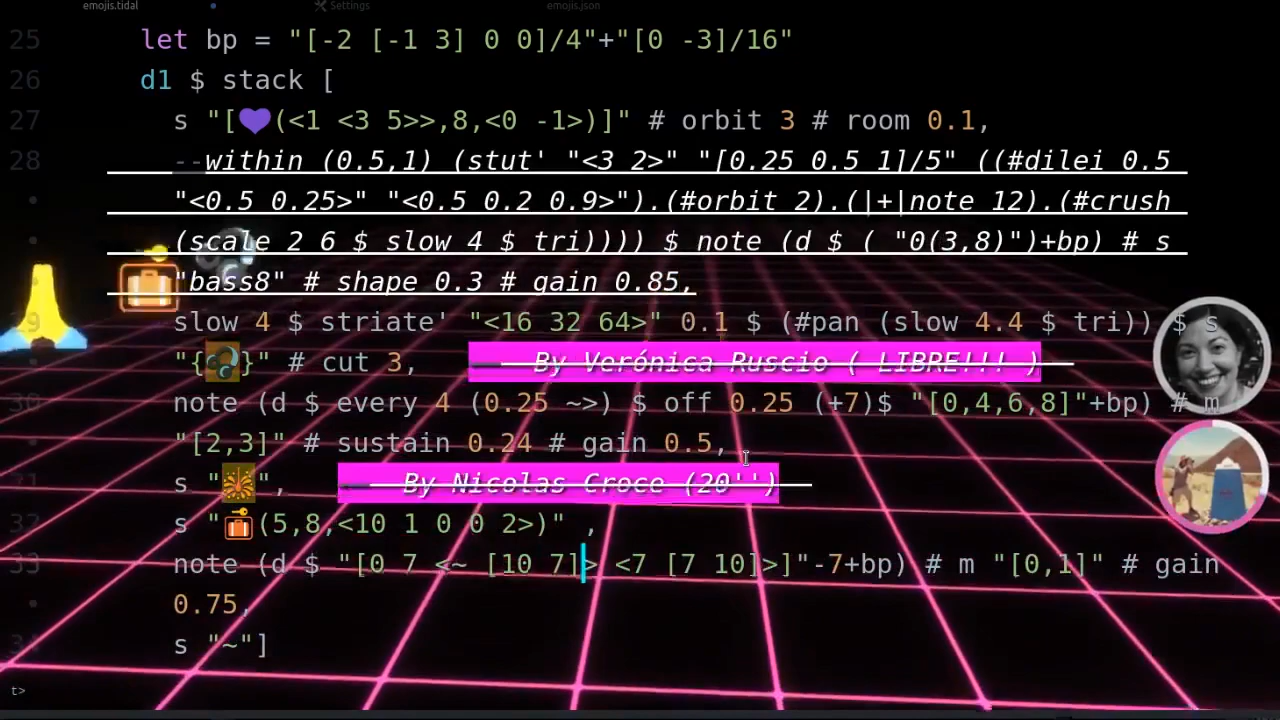 emojis.tidal Settings emojis.json
25 let bp = "[-2 [-1 3] 0 0]/4"+"[0 -3]/16"
26 d1 $ stack [
27 s "[💜(<1 <3 5>>,8,<0 -1>)]" # orbit 3 # room 0.1,
28 --within (0.5,1) (stut' "<3 2>" "[0.25 0.5 1]/5" ((#dilei 0.5
"<0.5 0.25>" "<0.5 0.2 0.9>").(#orbit 2).(|+|note 12).(#crush
(scale 2 6 $ slow 4 $ tri)))) $ note (d $ ( "0(3,8)")+bp) # s
"bass8" # shape 0.3 # gain 0.85,
29 slow 4 $ striate' "<16 32 64>" 0.1 $ (#pan (slow 4.4 $ tri)) $ s
"{}" # cut 3, -- By Verónica Ruscio ( LIBRE!!! ) --
30 note (d $ every 4 (0.25 ~>) $ off 0.25 (+7)$ "[0,4,6,8]"+bp) # m
"[2,3]" # sustain 0.24 # gain 0.5,
31 s "🎆", -- By Nicolas Croce (20'') --
32 s "(5,8,<10 1 0 0 2>)" ,
33 note (d $ "[0 7 <~ [10 7]> <7 [7 10]>]"-7+bp) # m "[0,1]" # gain
0.75,
34 s "~"]
t>